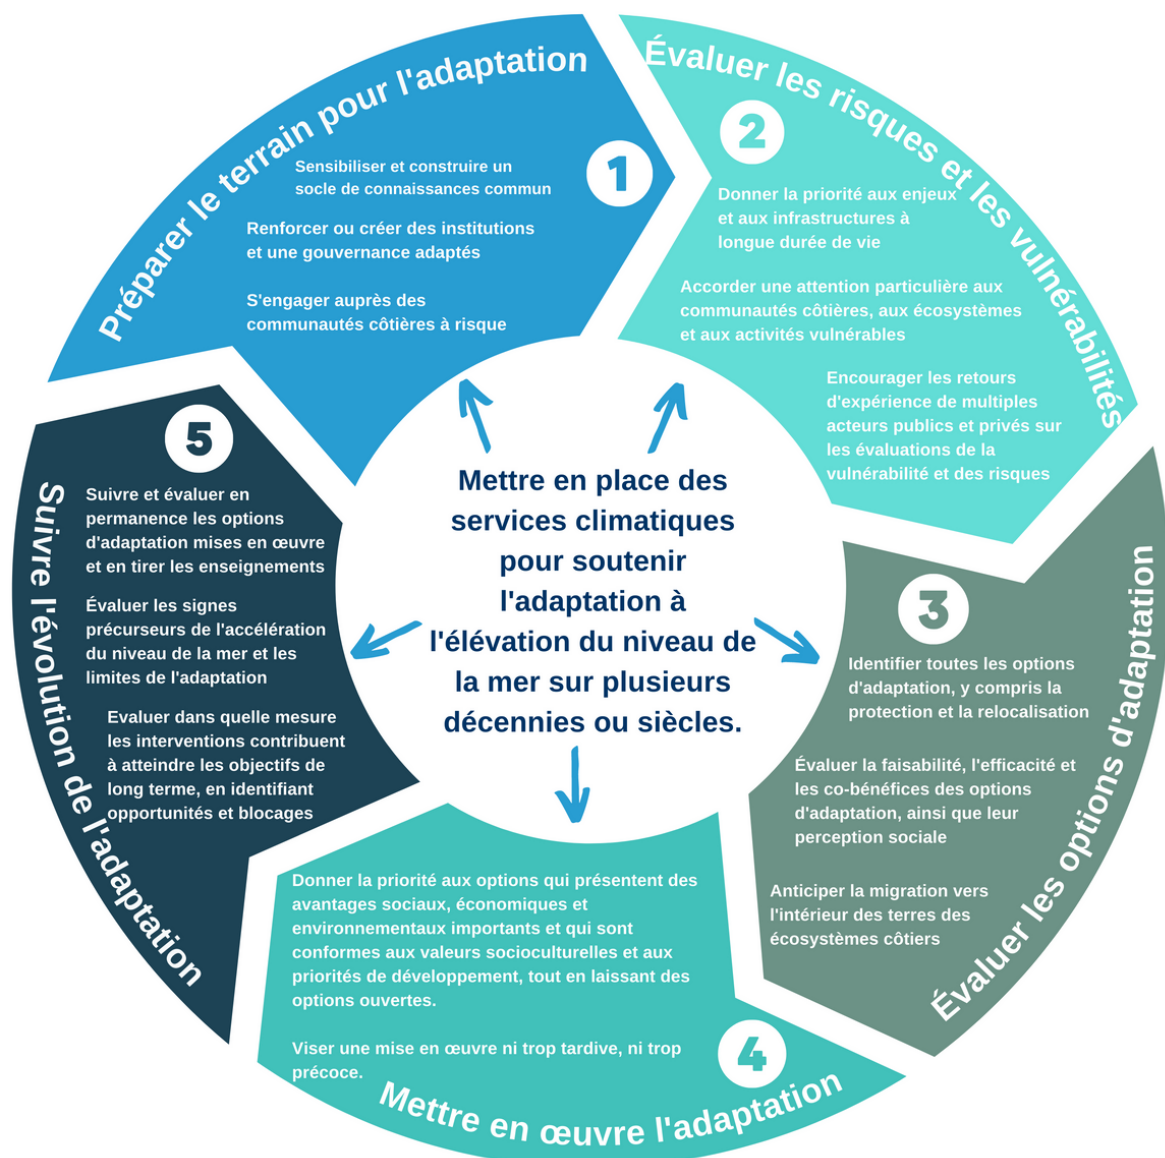 Préparer le terrain pour l'adaptation
1
Sensibiliser et construire un
socle de connaissances commun
Renforcer ou créer des institutions
et une gouvernance adaptés
S'engager auprès des
communautés côtières à risque
Évaluer les risques et les vulnérabilités
2
Donner la priorité aux enjeux
et aux infrastructures à
longue durée de vie
Accorder une attention particulière aux
communautés côtières, aux écosystèmes
et aux activités vulnérables
Encourager les retours
d'expérience de multiples
acteurs publics et privés sur
les évaluations de la
vulnérabilité et des risques
Évaluer les options d'adaptation
3
Identifier toutes les options
d'adaptation, y compris la
protection et la relocalisation
Évaluer la faisabilité, l'efficacité et
les co-bénéfices des options
d'adaptation, ainsi que leur
perception sociale
Anticiper la migration vers
l'intérieur des terres des
écosystèmes côtiers
Donner la priorité aux options qui présentent des
avantages sociaux, économiques et
environnementaux importants et qui sont
conformes aux valeurs socioculturelles et aux
priorités de développement, tout en laissant des
options ouvertes.
Viser une mise en œuvre ni trop tardive, ni trop
précoce.
4
Mettre en œuvre l'adaptation
Suivre l'évolution de l'adaptation
5
Suivre et évaluer en
permanence les options
d'adaptation mises en œuvre
et en tirer les enseignements
Évaluer les signes
précurseurs de l'accélération
du niveau de la mer et les
limites de l'adaptation
Evaluer dans quelle mesure
les interventions contribuent
à atteindre les objectifs de
long terme, en identifiant
opportunités et blocages
Mettre en place des
services climatiques
pour soutenir
l'adaptation à
l'élévation du niveau de
la mer sur plusieurs
décennies ou siècles.